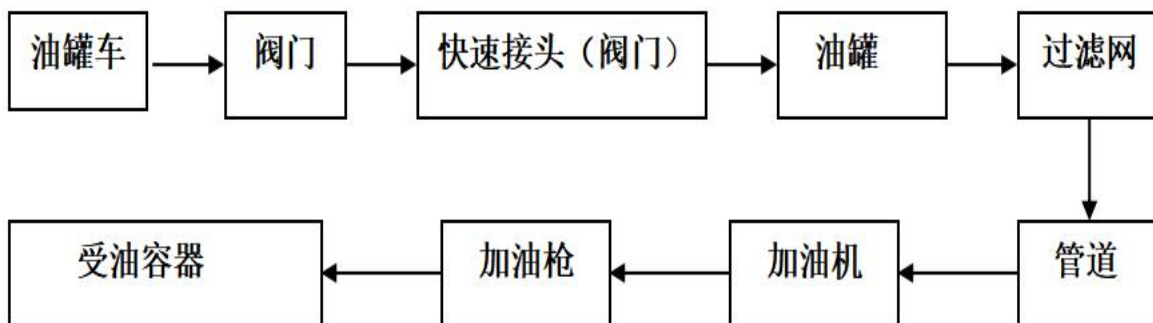 油罐车
阀门
快速接头（阀门）
油罐
过滤网
管道
加油机
加油枪
受油容器